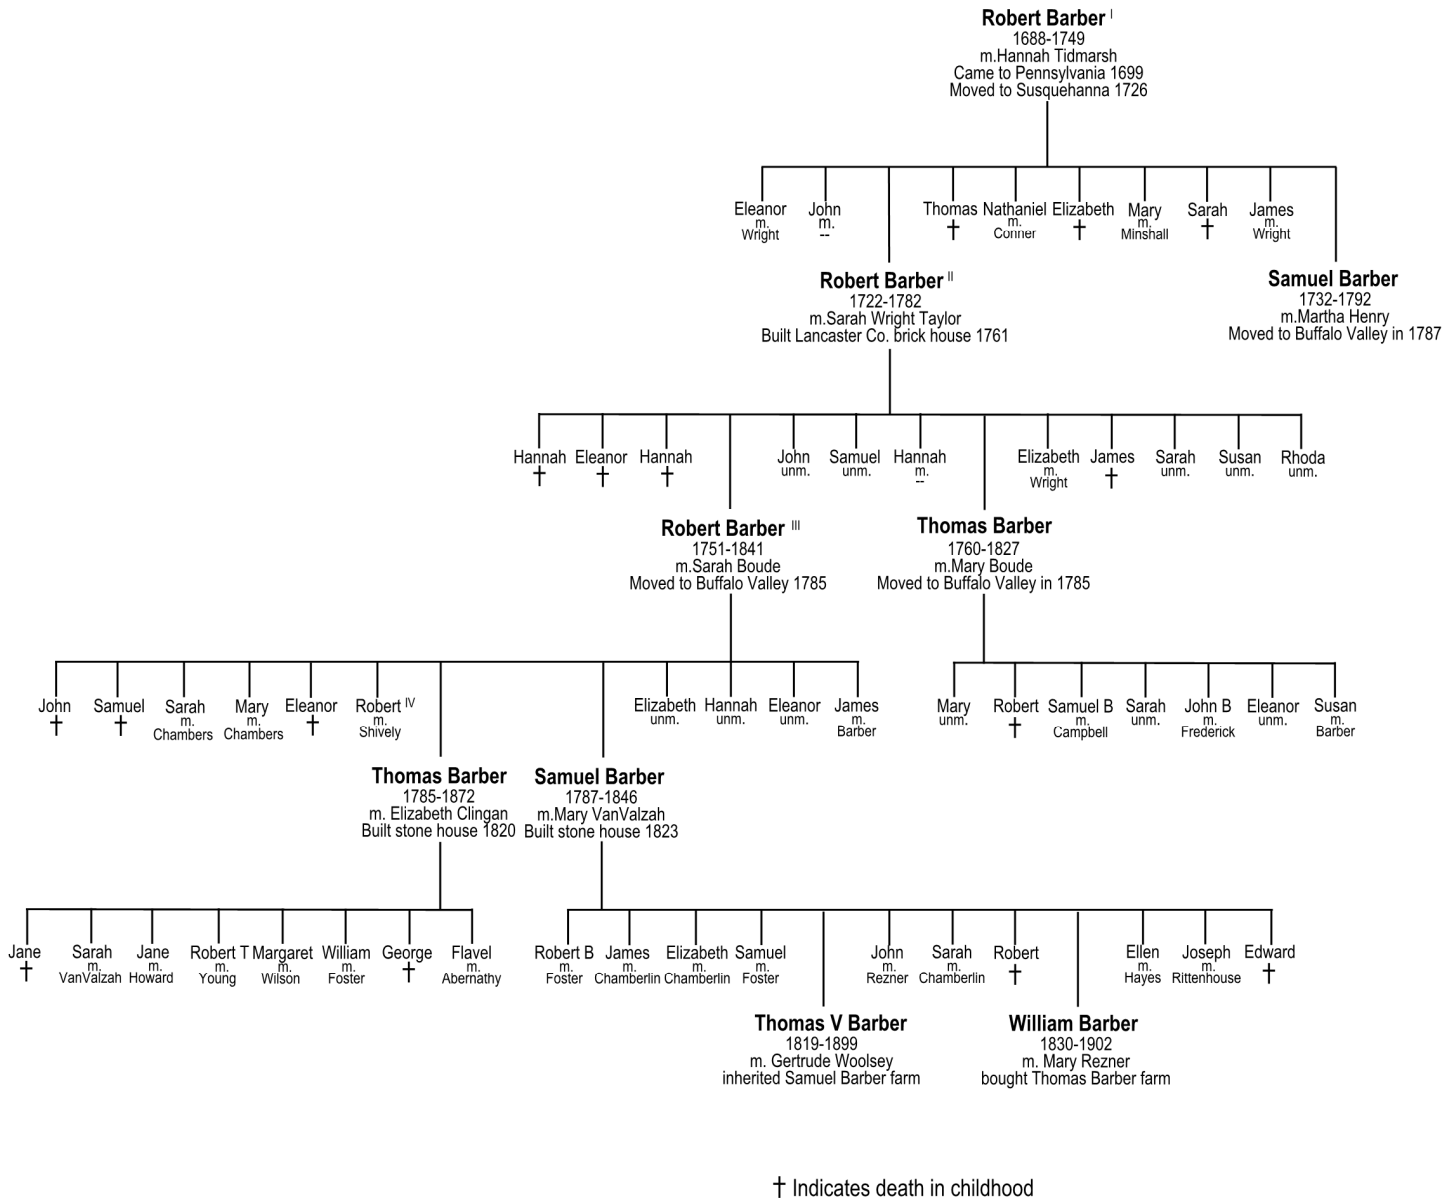 Robert Barber I
1688-1749
m.Hannah Tidmarsh
Came to Pennsylvania 1699
Moved to Susquehanna 1726
Eleanor
m.
Wright
John
m.
--
Thomas
†
Nathaniel
m.
Conner
Elizabeth
†
Mary
m.
Minshall
Sarah
†
James
m.
Wright
Robert Barber II
1722-1782
m.Sarah Wright Taylor
Built Lancaster Co. brick house 1761
Samuel Barber
1732-1792
m.Martha Henry
Moved to Buffalo Valley in 1787
Hannah
†
Eleanor
†
Hannah
†
John
unm.
Samuel
unm.
Hannah
m.
--
Elizabeth
m.
Wright
James
†
Sarah
unm.
Susan
unm.
Rhoda
unm.
Robert Barber III
1751-1841
m.Sarah Boude
Moved to Buffalo Valley 1785
Thomas Barber
1760-1827
m.Mary Boude
Moved to Buffalo Valley in 1785
John
†
Samuel
†
Sarah
m.
Chambers
Mary
m.
Chambers
Eleanor
†
Robert IV
m.
Shively
Elizabeth
unm.
Hannah
unm.
Eleanor
unm.
James
m.
Barber
Mary
unm.
Robert
†
Samuel B
m.
Campbell
Sarah
unm.
John B
m.
Frederick
Eleanor
unm.
Susan
m.
Barber
Thomas Barber
1785-1872
m. Elizabeth Clingan
Built stone house 1820
Samuel Barber
1787-1846
m.Mary VanValzah
Built stone house 1823
Jane
†
Sarah
m.
VanValzah
Jane
m.
Howard
Robert T
m.
Young
Margaret
m.
Wilson
William
m.
Foster
George
†
Flavel
m.
Abernathy
Robert B
m.
Foster
James
m.
Chamberlin
Elizabeth
m.
Chamberlin
Samuel
m.
Foster
John
m.
Rezner
Sarah
m.
Chamberlin
Robert
†
Ellen
m.
Hayes
Joseph
m.
Rittenhouse
Edward
†
Thomas V Barber
1819-1899
m. Gertrude Woolsey
inherited Samuel Barber farm
William Barber
1830-1902
m. Mary Rezner
bought Thomas Barber farm
† Indicates death in childhood